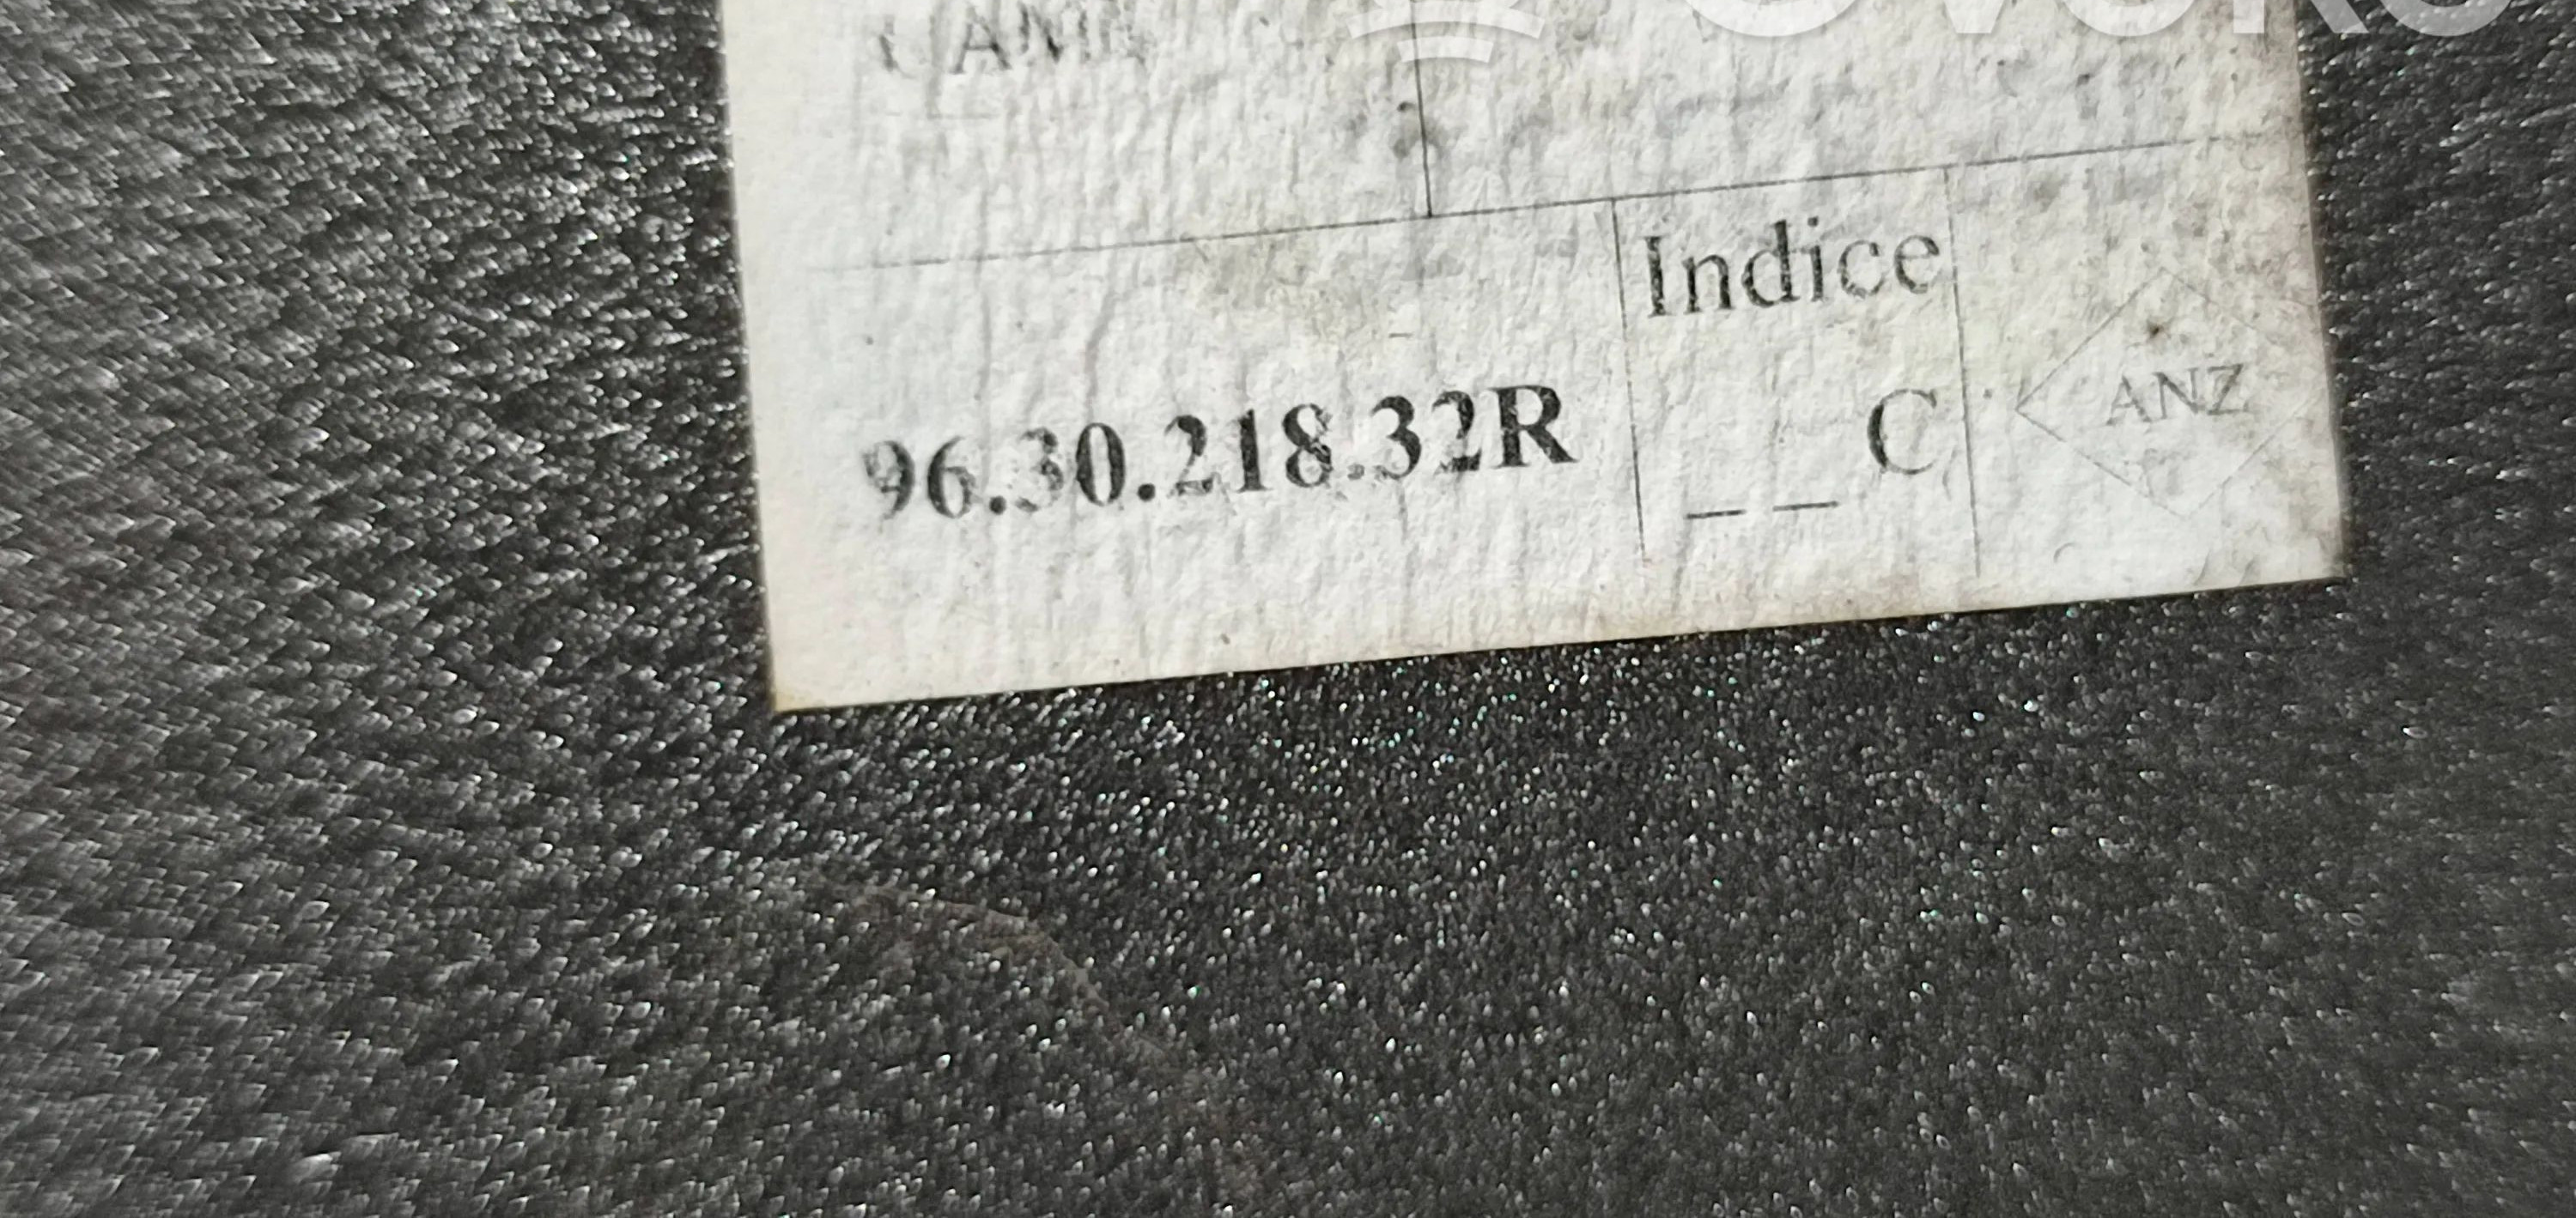 Indice
96.30.218.32R
_ _ C
ANZ